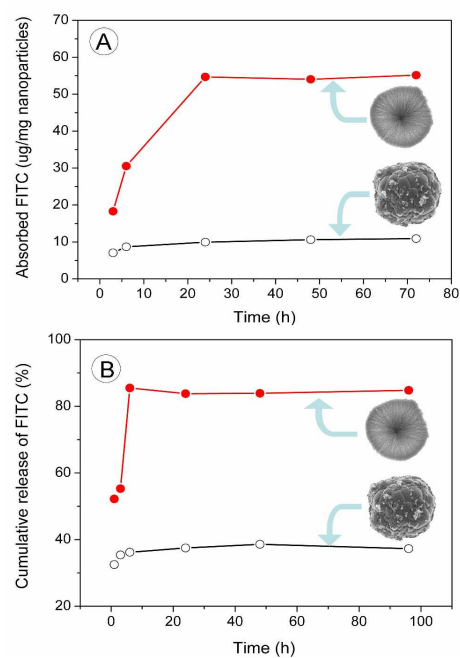 A
Absorbed FITC (ug/mg nanoparticles)
70
60
50
40
30
20
10
0
0 10 20 30 40 50 60 70 80
Time (h)
B
Cumulative release of FITC (%)
100
80
60
40
20
0 20 40 60 80 100
Time (h)